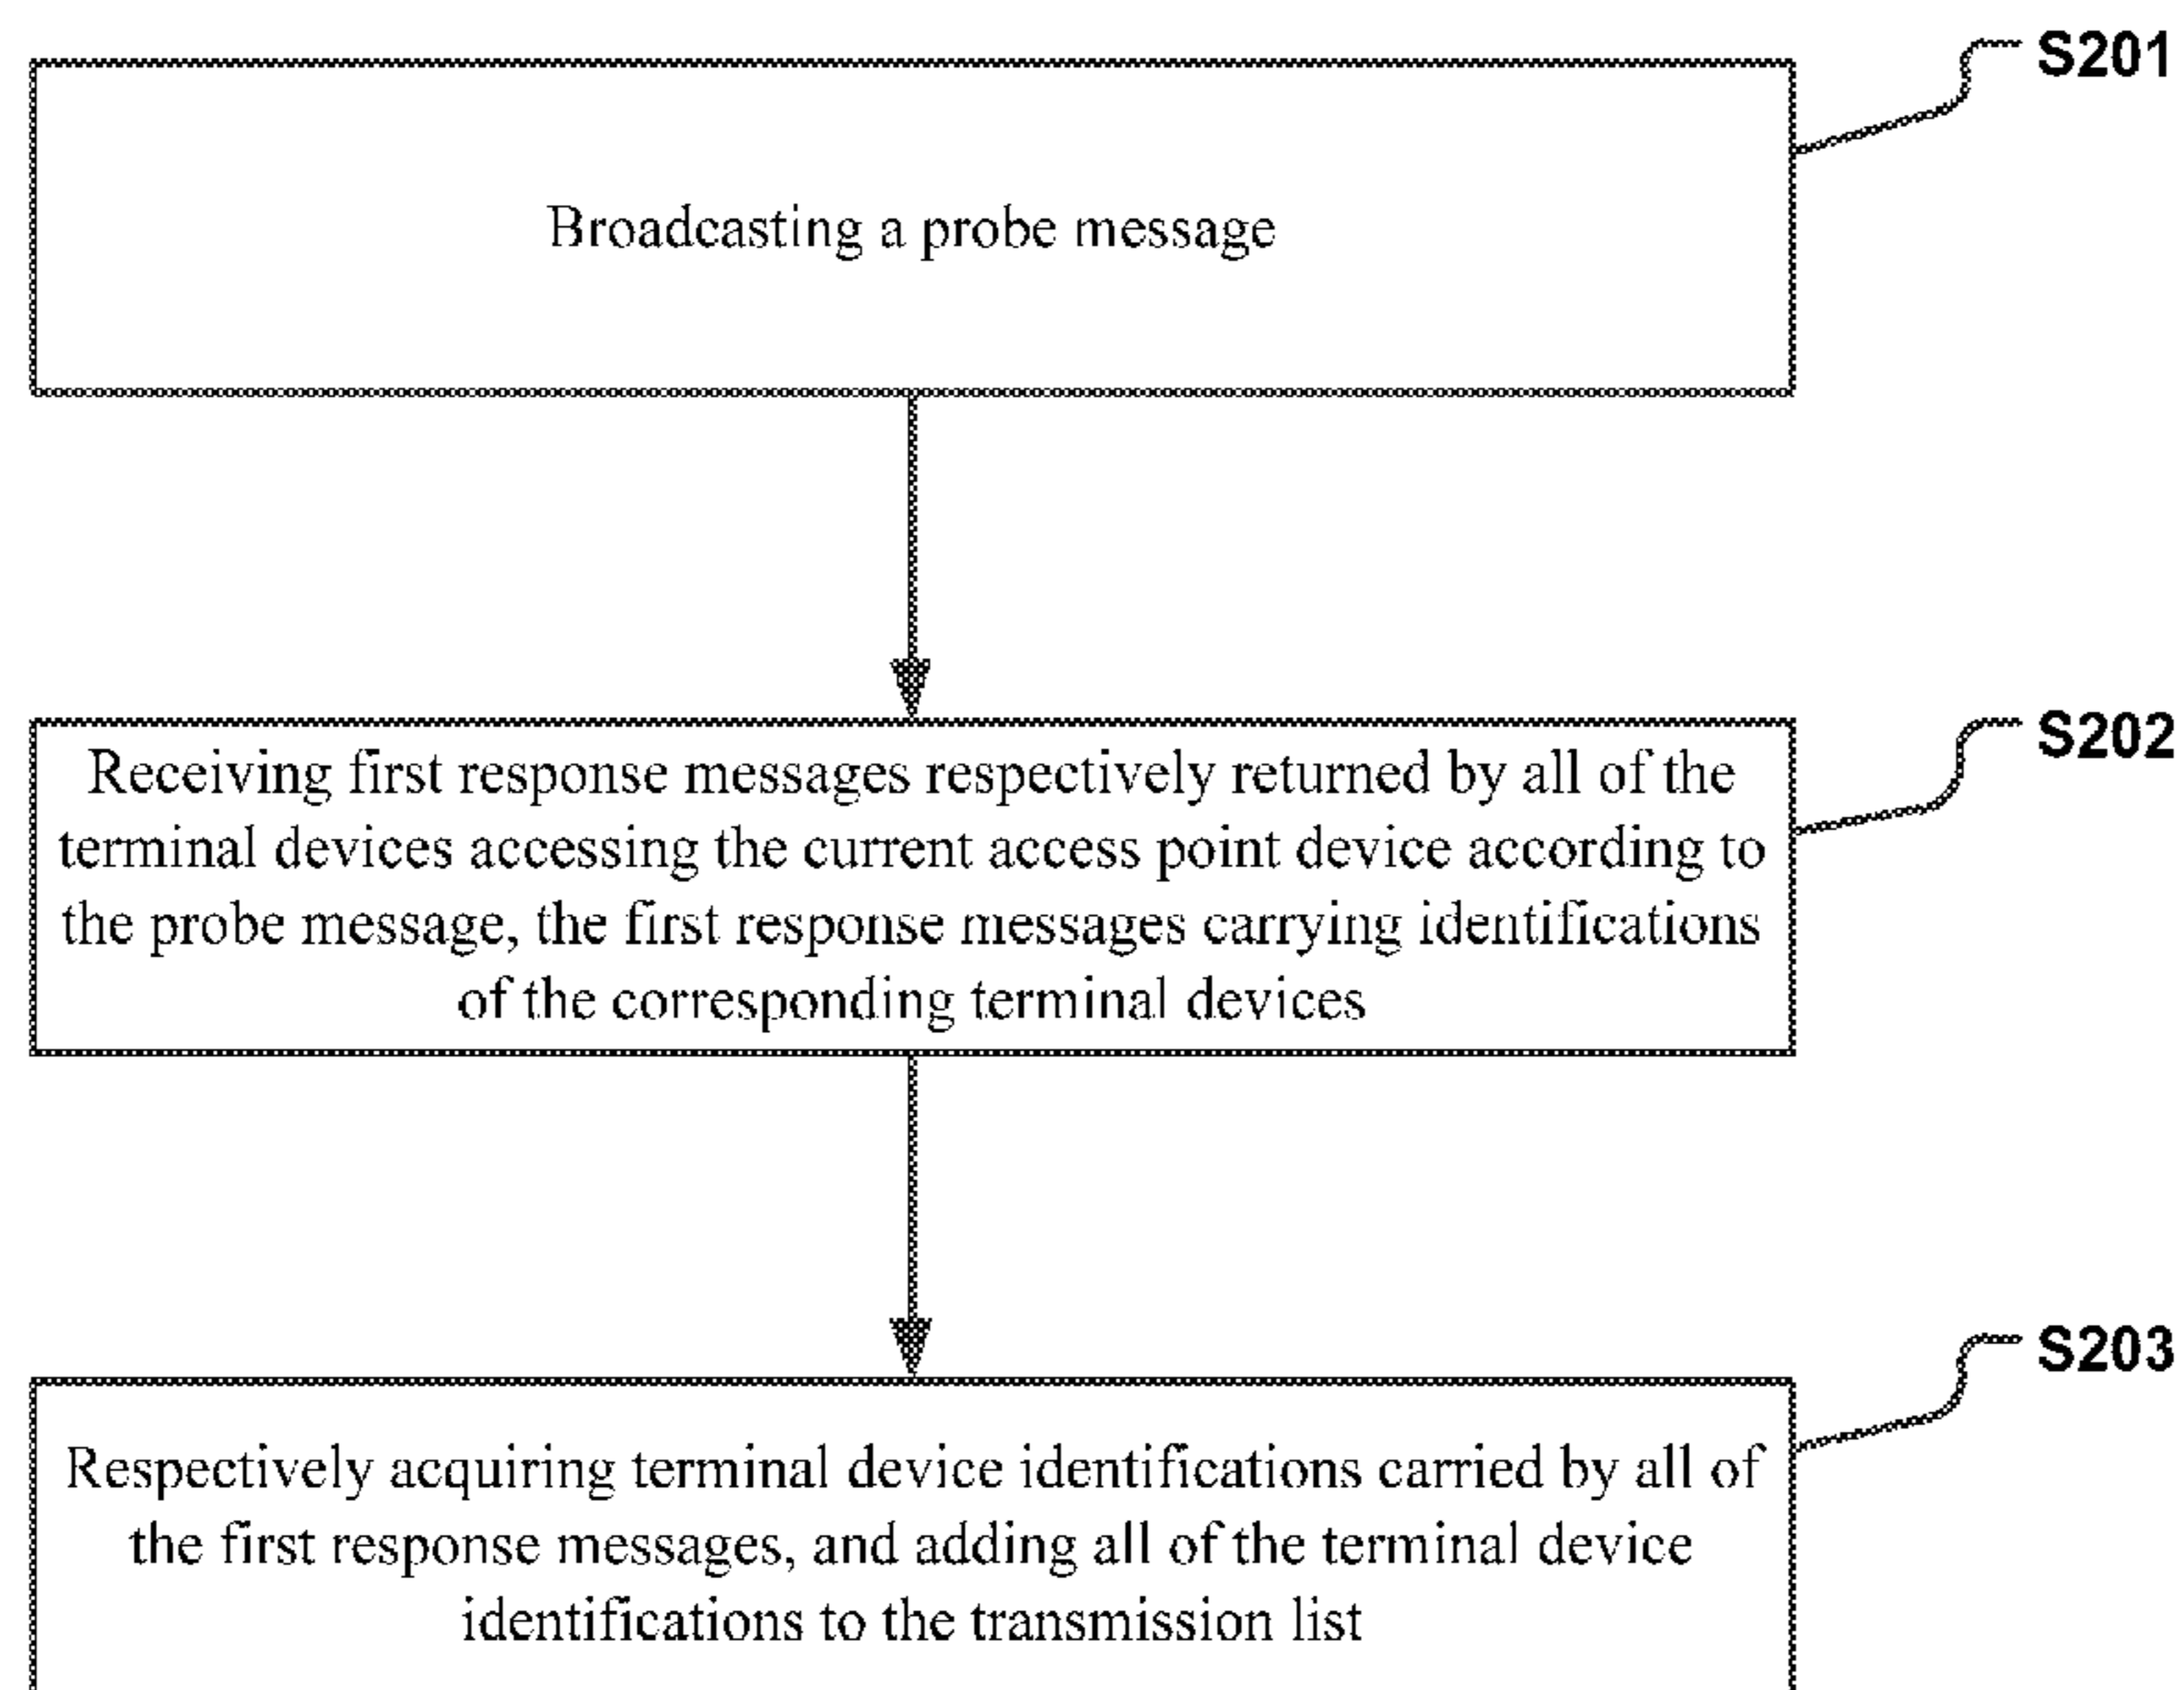 S201
Broadcasting a probe message
S202
Receiving first response messages respectively returned by all of the
terminal devices accessing the current access point device according to
the probe message, the first response messages carrying identifications
of the corresponding terminal devices
S203
Respectively acquiring terminal device identifications carried by all of
the first response messages, and adding all of the terminal device
identifications to the transmission list